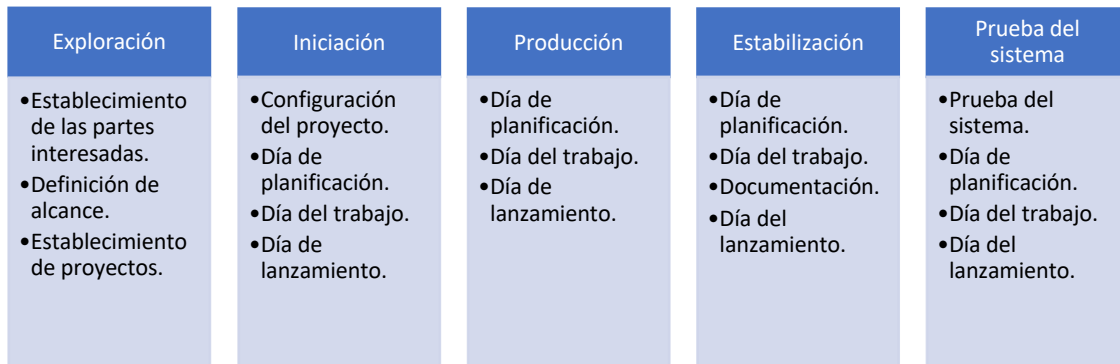 Exploración
•Establecimiento
de las partes
interesadas.
•Definición de
alcance.
•Establecimiento
de proyectos.
Iniciación
•Configuración
del proyecto.
•Día de
planificación.
•Día del trabajo.
•Día de
lanzamiento.
Producción
•Día de
planificación.
•Día del trabajo.
•Día de
lanzamiento.
Estabilización
•Día de
planificación.
•Día del trabajo.
•Documentación.
•Día del
lanzamiento.
Prueba del
sistema
•Prueba del
sistema.
•Día de
planificación.
•Día del trabajo.
•Día del
lanzamiento.